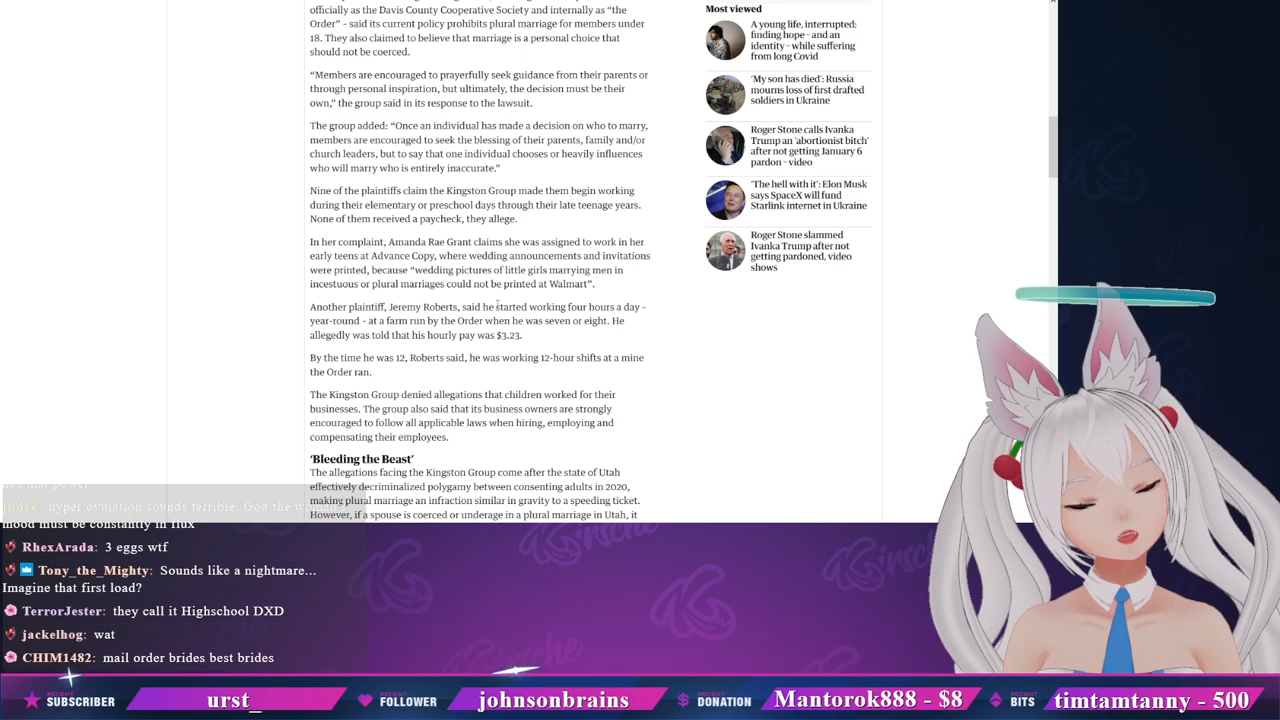 officially as the Davis County Cooperative Society and internally as “the
Order” – said its current policy prohibits plural marriage for members under
18. They also claimed to believe that marriage is a personal choice that
should not be coerced.
“Members are encouraged to prayerfully seek guidance from their parents or
through personal inspiration, but ultimately, the decision must be their
own,” the group said in its response to the lawsuit.
The group added: “Once an individual has made a decision on who to marry,
members are encouraged to seek the blessing of their parents, family and/or
church leaders, but to say that one individual chooses or heavily influences
who will marry who is entirely inaccurate.”
Nine of the plaintiffs claim the Kingston Group made them begin working
during their elementary or preschool days through their late teenage years.
None of them received a paycheck, they allege.
In her complaint, Amanda Rae Grant claims she was assigned to work in her
early teens at Advance Copy, where wedding announcements and invitations
were printed, because “wedding pictures of little girls marrying men in
incestuous or plural marriages could not be printed at Walmart”.
Another plaintiff, Jeremy Roberts, said he started working four hours a day –
year-round – at a farm run by the Order when he was seven or eight. He
allegedly was told that his hourly pay was $3.23.
By the time he was 12, Roberts said, he was working 12-hour shifts at a mine
the Order ran.
The Kingston Group denied allegations that children worked for their
businesses. The group also said that its business owners are strongly
encouraged to follow all applicable laws when hiring, employing and
compensating their employees.
‘Bleeding the Beast’
The allegations facing the Kingston Group come after the state of Utah
effectively decriminalized polygamy between consenting adults in 2020,
making plural marriage an infraction similar in gravity to a speeding ticket.
However, if a spouse is coerced or underage in a plural marriage in Utah, it
Most viewed
A young life, interrupted:
finding hope – and an
identity – while suffering
from long Covid
‘My son has died’: Russia
mourns loss of first drafted
soldiers in Ukraine
Roger Stone calls Ivanka
Trump an ‘abortionist bitch’
after not getting January 6
pardon – video
‘The hell with it’: Elon Musk
says SpaceX will fund
Starlink internet in Ukraine
Roger Stone slammed
Ivanka Trump after not
getting pardoned, video
shows
hyper ovulation sounds terrible. God the woman
mood must be constantly in flux
RhexArada: 3 eggs wtf
Tony_the_Mighty: Sounds like a nightmare...
Imagine that first load?
TerrorJester: they call it Highschool DXD
jackelhog: wat
CHIM1482: mail order brides best brides
RECENT SUBSCRIBER urst_ RECENT FOLLOWER johnsonbrains RECENT DONATION Mantorok888 - $8 RECENT BITS timtamtanny - 500